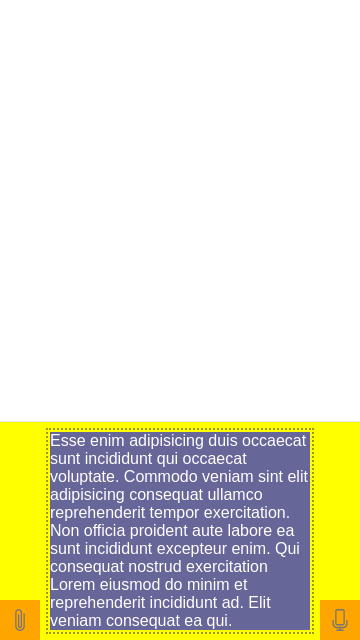 Esse enim adipisicing duis occaecat
sunt incididunt qui occaecat
voluptate. Commodo veniam sint elit
adipisicing consequat ullamco
reprehenderit tempor exercitation.
Non officia proident aute labore ea
sunt incididunt excepteur enim. Qui
consequat nostrud exercitation
Lorem eiusmod do minim et
reprehenderit incididunt ad. Elit
veniam consequat ea qui.